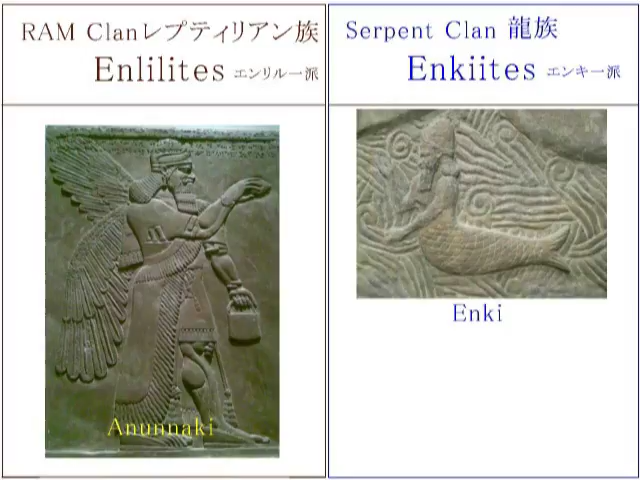 RAM Clanレプティリアン族
Enlilites エンリル一派
Anunnaki
Serpent Clan 龍族
Enkiites エンキ一派
Enki